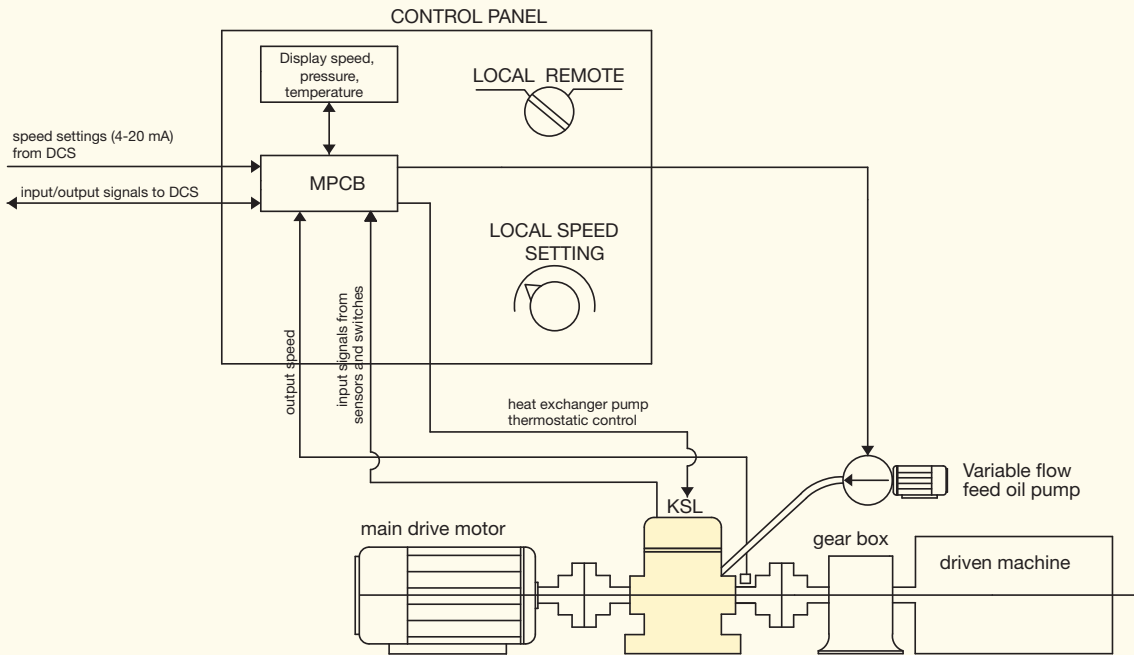 CONTROL PANEL
Display speed,
pressure,
temperature
LOCAL REMOTE
speed settings (4-20 mA)
from DCS
MPCB
input/output signals to DCS
LOCAL SPEED
SETTING
output speed
input signals from
sensors and switches
heat exchanger pump
thermostatic control
Variable flow
feed oil pump
KSL
main drive motor
gear box
driven machine